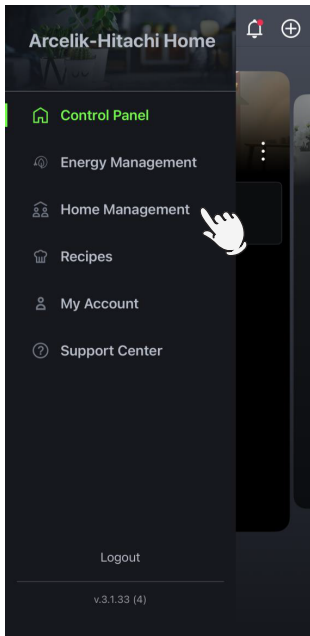 Arcelik-Hitachi Home
Control Panel
Energy Management
Home Management
Recipes
My Account
Support Center
Logout
v.3.1.33 (4)